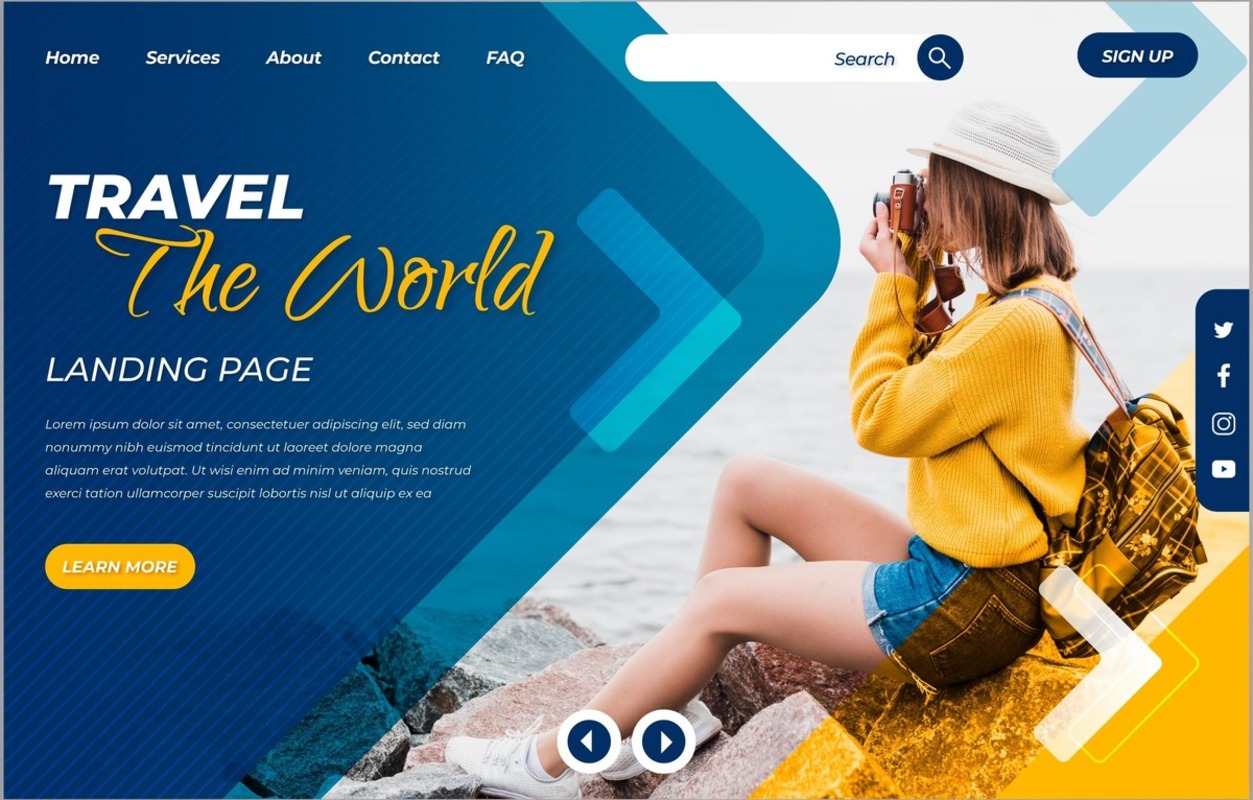 Home Services About Contact FAQ
Search
SIGN UP
TRAVEL
The World
LANDING PAGE
Lorem ipsum dolor sit amet, consectetuer adipiscing elit, sed diam
nonummy nibh euismod tincidunt ut laoreet dolore magna
aliquam erat volutpat. Ut wisi enim ad minim veniam, quis nostrud
exerci tation ullamcorper suscipit lobortis nisl ut aliquip ex ea
LEARN MORE